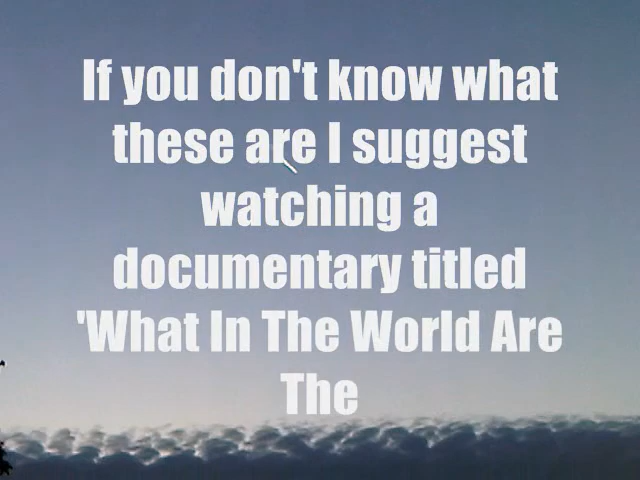 If you don't know what
these are I suggest
watching a
documentary titled
'What In The World Are
The